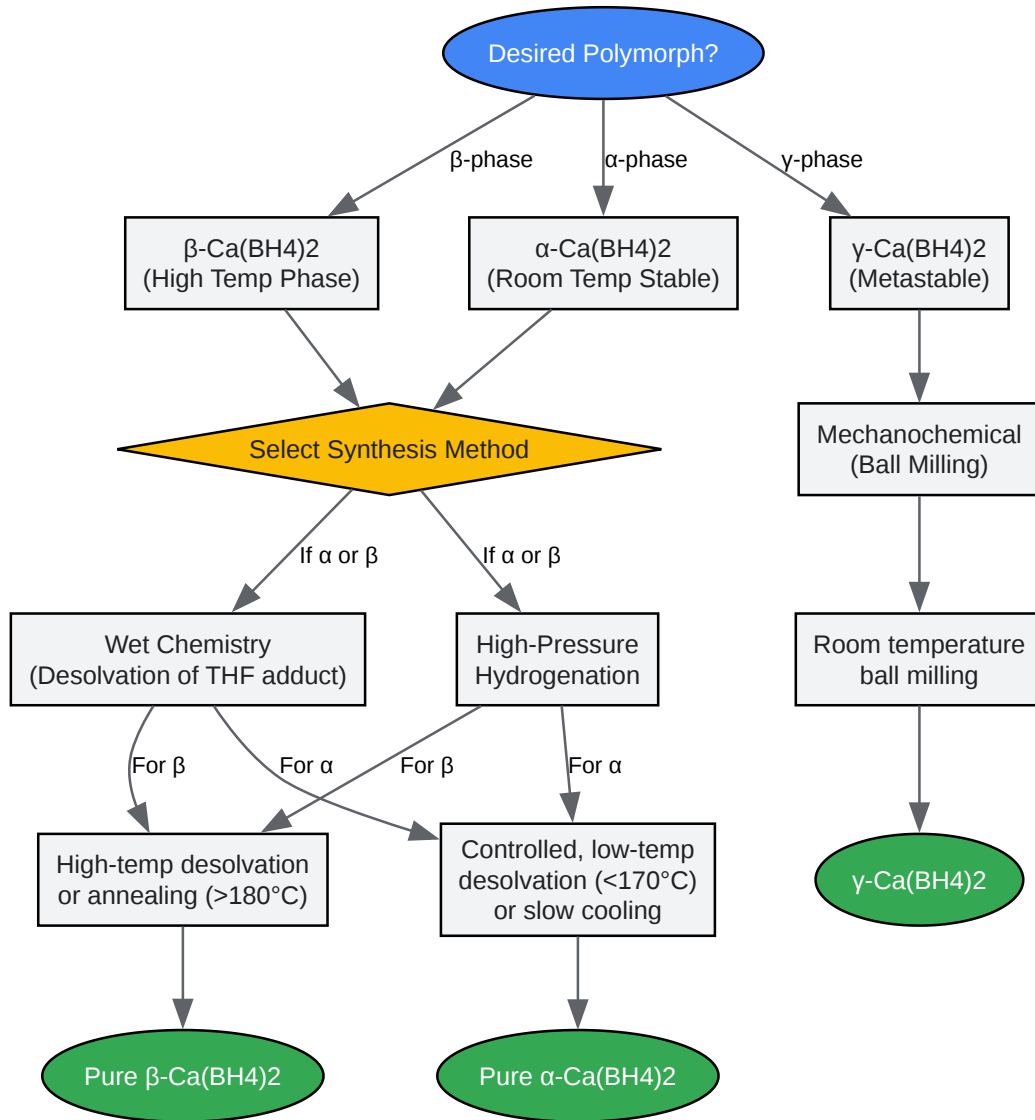 Desired Polymorph?
β-phase
α-phase
γ-phase
β-Ca(BH4)2
(High Temp Phase)
α-Ca(BH4)2
(Room Temp Stable)
γ-Ca(BH4)2
(Metastable)
Select Synthesis Method
Mechanochemical
(Ball Milling)
If α or β
If α or β
Wet Chemistry
(Desolvation of THF adduct)
High-Pressure
Hydrogenation
Room temperature
ball milling
For β
For α
For β
For α
High-temp desolvation
or annealing (>180°C)
Controlled, low-temp
desolvation (<170°C)
or slow cooling
γ-Ca(BH4)2
Pure β-Ca(BH4)2
Pure α-Ca(BH4)2